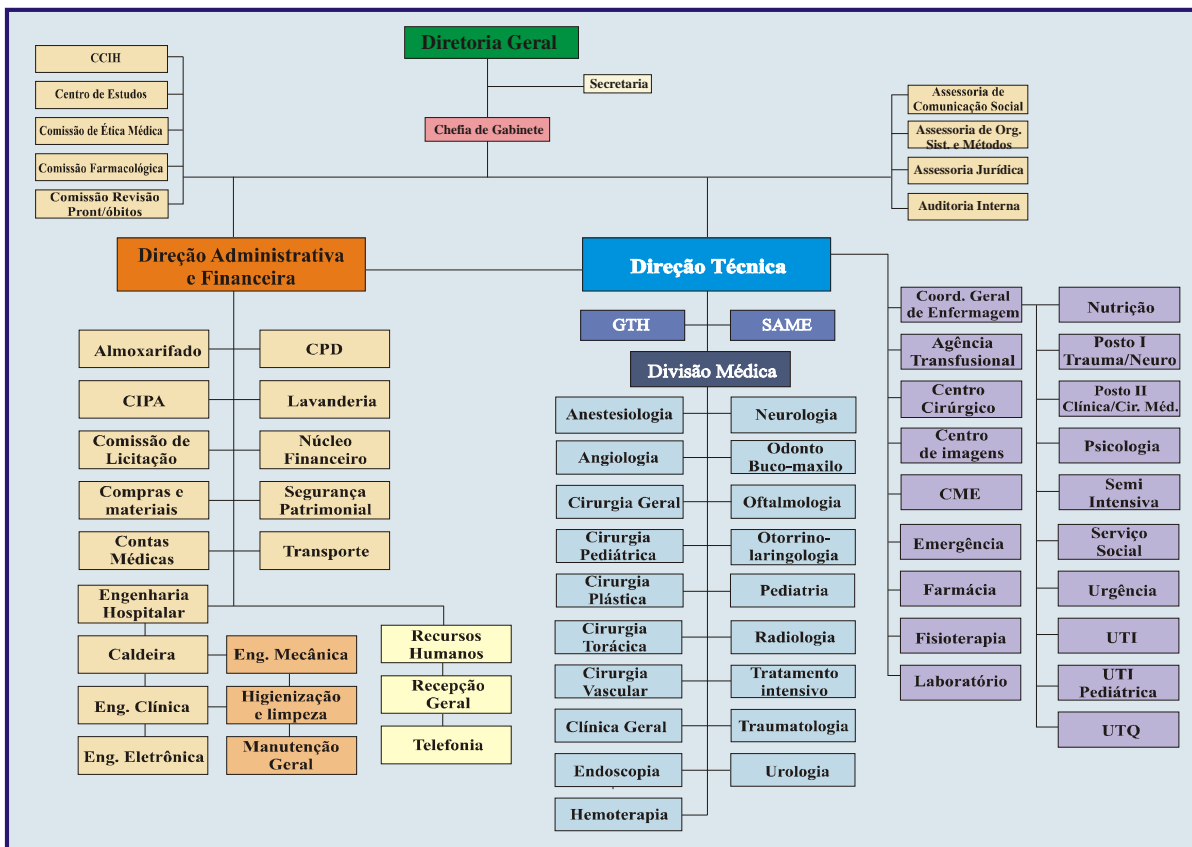 Diretoria Geral
Secretaria
Chefia de Gabinete
CCIH
Centro de Estudos
Comissão de Ética Médica
Comissão Farmacológica
Comissão Revisão
Pront/óbitos
Assessoria de
Comunicação Social
Assessoria de Org.
Sist. e Métodos
Assessoria Jurídica
Auditoria Interna
Direção Administrativa
e Financeira
Direção Técnica
GTH
SAME
Divisão Médica
Almoxarifado
CPD
CIPA
Lavanderia
Comissão de
Licitação
Núcleo
Financeiro
Compras e
materiais
Segurança
Patrimonial
Contas
Médicas
Transporte
Engenharia
Hospitalar
Caldeira
Eng. Mecânica
Eng. Clínica
Higienização
e limpeza
Eng. Eletrônica
Manutenção
Geral
Recursos
Humanos
Recepção
Geral
Telefonia
Anestesiologia
Neurologia
Angiologia
Odonto
Buco-maxilo
Cirurgia Geral
Oftalmologia
Cirurgia
Pediátrica
Otorrino-
laringologia
Cirurgia
Plástica
Pediatria
Cirurgia
Torácica
Radiologia
Cirurgia
Vascular
Tratamento
intensivo
Clínica Geral
Traumatologia
Endoscopia
Urologia
Hemoterapia
Coord. Geral
de Enfermagem
Agência
Transfusional
Centro
Cirúrgico
Centro
de imagens
CME
Emergência
Farmácia
Fisioterapia
Laboratório
Nutrição
Posto I
Trauma/Neuro
Posto II
Clínica/Cir. Méd.
Psicologia
Semi
Intensiva
Serviço
Social
Urgência
UTI
UTI
Pediátrica
UTQ